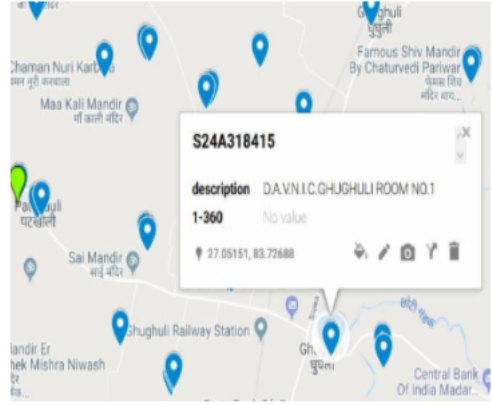 Ghughuli
घुघुली
Famous Shiv Mandir
By Chaturvedi Pariwar
Chaman Nuri
Maa Kali Mandir
माँ काली मंदिर
S24A318415
description D.A.V.N.I.C.GHUGHULI ROOM NO.1
1-360 No value
27.05151, 83.72688
पटखौली
Sai Mandir
साई मंदिर
Ghughuli Railway Station
घुघुली
Mishra Niwash
Central Bank
Of India Madar...